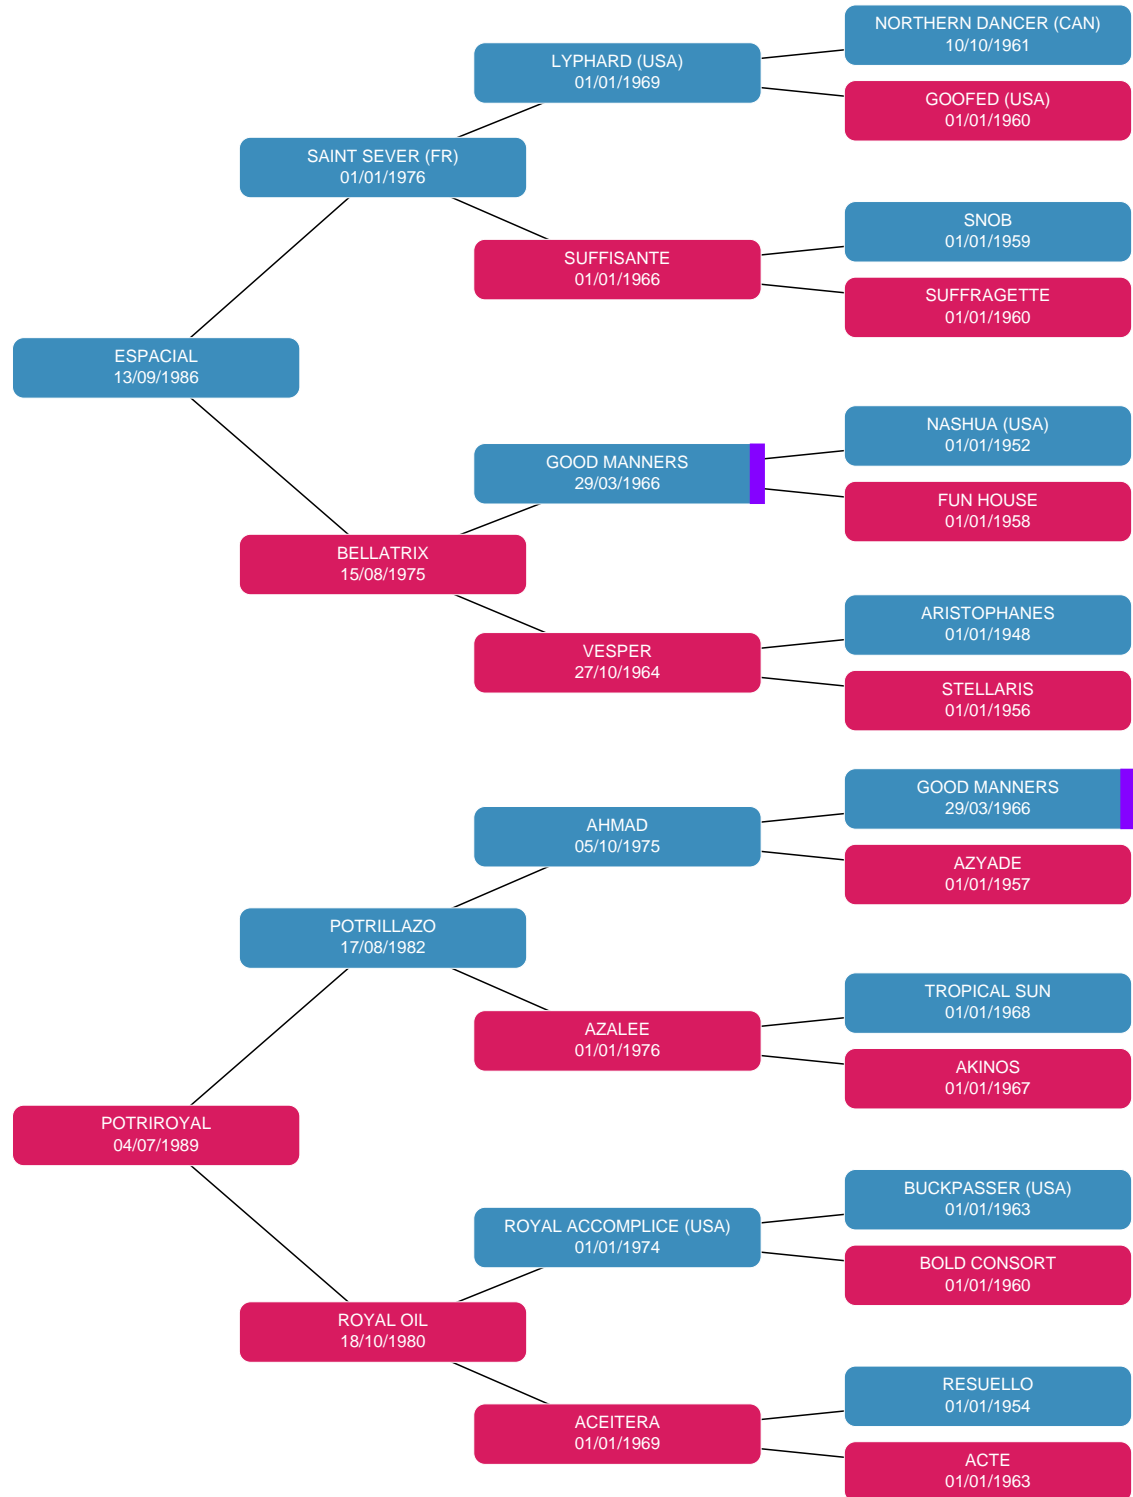 NORTHERN DANCER (CAN)
10/10/1961
LYPHARD (USA)
01/01/1969
GOOFED (USA)
01/01/1960
SAINT SEVER (FR)
01/01/1976
SNOB
01/01/1959
SUFFISANTE
01/01/1966
SUFFRAGETTE
01/01/1960
ESPACIAL
13/09/1986
NASHUA (USA)
01/01/1952
GOOD MANNERS
29/03/1966
FUN HOUSE
01/01/1958
BELLATRIX
15/08/1975
ARISTOPHANES
01/01/1948
VESPER
27/10/1964
STELLARIS
01/01/1956
GOOD MANNERS
29/03/1966
AHMAD
05/10/1975
AZYADE
01/01/1957
POTRILLAZO
17/08/1982
TROPICAL SUN
01/01/1968
AZALEE
01/01/1976
AKINOS
01/01/1967
POTRIROYAL
04/07/1989
BUCKPASSER (USA)
01/01/1963
ROYAL ACCOMPLICE (USA)
01/01/1974
BOLD CONSORT
01/01/1960
ROYAL OIL
18/10/1980
RESUELLO
01/01/1954
ACEITERA
01/01/1969
ACTE
01/01/1963